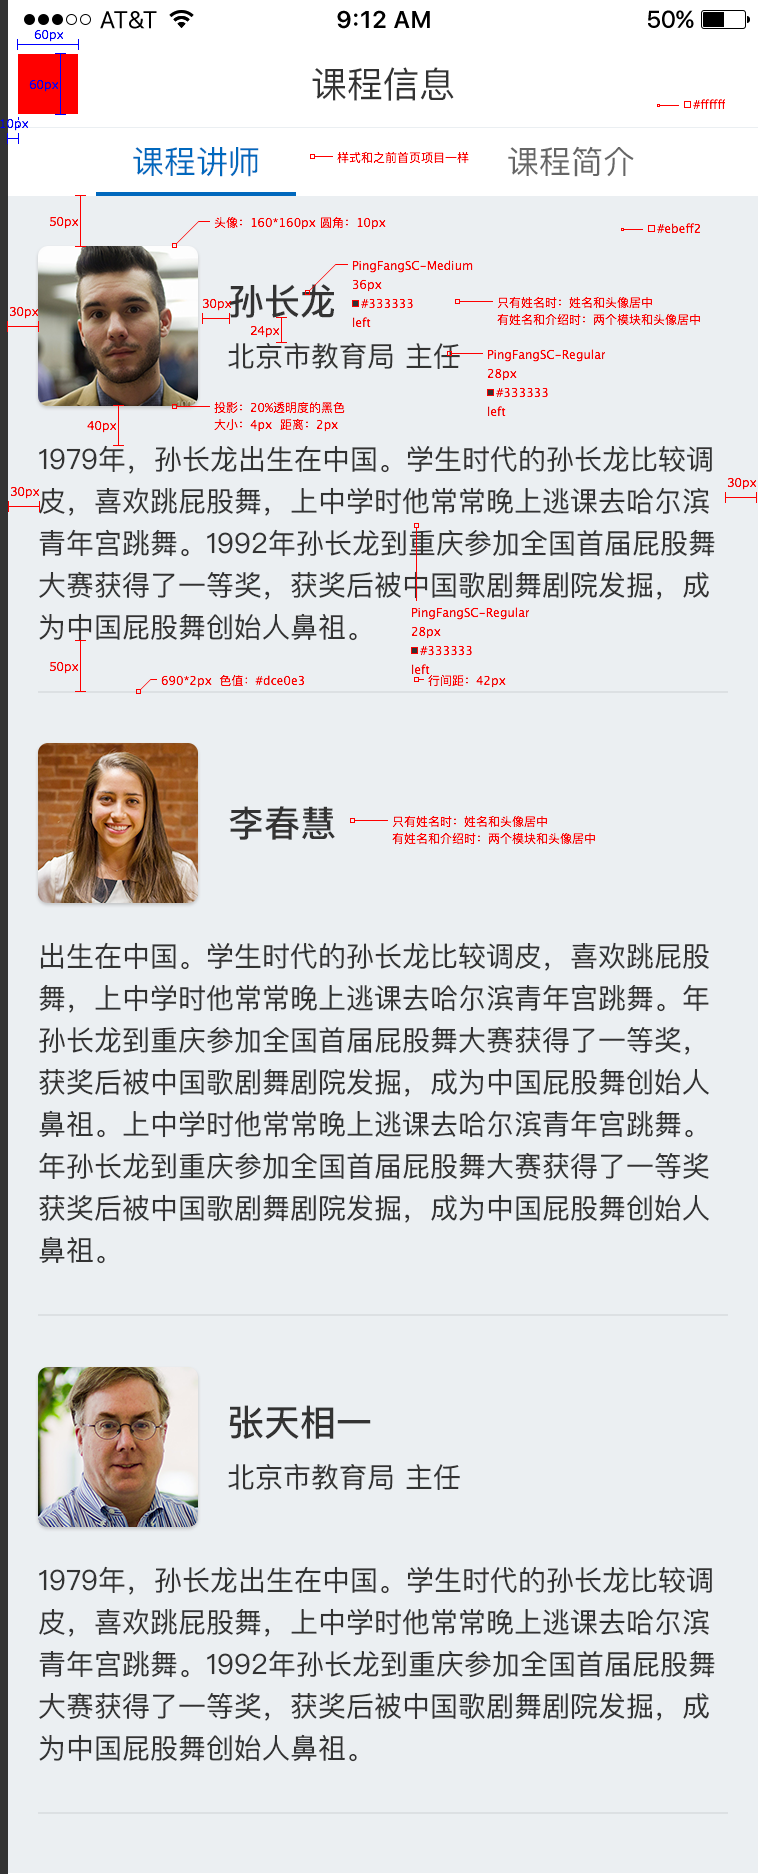 AT&T 9:12 AM 50%
60px
60px
10px
课程信息
#ffffff
课程讲师
样式和之前首页项目一样
课程简介
50px
头像：160*160px 圆角：10px
#ebeff2
PingFangSC-Medium
36px
#333333
left
30px
30px
孙长龙
只有姓名时：姓名和头像居中
有姓名和介绍时：两个模块和头像居中
24px
北京市教育局 主任
PingFangSC-Regular
28px
#333333
left
投影：20%透明度的黑色
大小：4px 距离：2px
40px
1979年，孙长龙出生在中国。学生时代的孙长龙比较调
皮，喜欢跳屁股舞，上中学时他常常晚上逃课去哈尔滨
青年宫跳舞。1992年孙长龙到重庆参加全国首届屁股舞
大赛获得了一等奖，获奖后被中国歌剧舞剧院发掘，成
为中国屁股舞创始人鼻祖。
30px
30px
PingFangSC-Regular
28px
#333333
left
行间距：42px
50px
690*2px 色值：#dce0e3
李春慧
只有姓名时：姓名和头像居中
有姓名和介绍时：两个模块和头像居中
出生在中国。学生时代的孙长龙比较调皮，喜欢跳屁股
舞，上中学时他常常晚上逃课去哈尔滨青年宫跳舞。年
孙长龙到重庆参加全国首届屁股舞大赛获得了一等奖，
获奖后被中国歌剧舞剧院发掘，成为中国屁股舞创始人
鼻祖。上中学时他常常晚上逃课去哈尔滨青年宫跳舞。
年孙长龙到重庆参加全国首届屁股舞大赛获得了一等奖
获奖后被中国歌剧舞剧院发掘，成为中国屁股舞创始人
鼻祖。
张天相一
北京市教育局 主任
1979年，孙长龙出生在中国。学生时代的孙长龙比较调
皮，喜欢跳屁股舞，上中学时他常常晚上逃课去哈尔滨
青年宫跳舞。1992年孙长龙到重庆参加全国首届屁股舞
大赛获得了一等奖，获奖后被中国歌剧舞剧院发掘，成
为中国屁股舞创始人鼻祖。